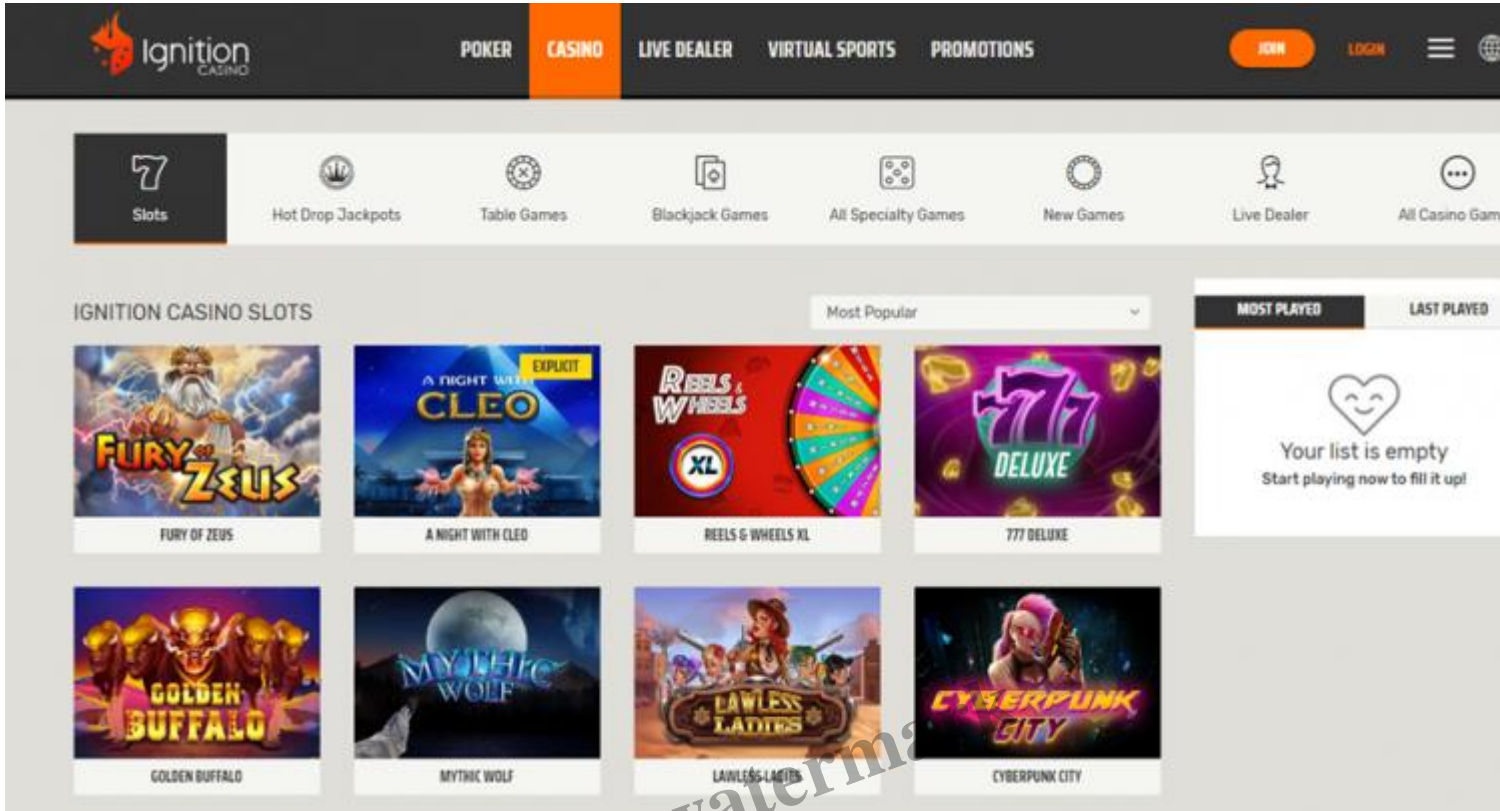 Ignition
CASINO
POKER
CASINO
LIVE DEALER
VIRTUAL SPORTS
PROMOTIONS
JOIN
LOGIN
Slots
Hot Drop Jackpots
Table Games
Blackjack Games
All Specialty Games
New Games
Live Dealer
All Casino Gam
IGNITION CASINO SLOTS
Most Popular
MOST PLAYED
LAST PLAYED
FURY OF
ZEUS
EXPLICIT
A NIGHT WIT
CLEO
REELS &
WHEELS
XL
777
DELUXE
Your list is empty
Start playing now to fill it up!
FURY OF ZEUS
A NIGHT WITH CLEO
REELS & WHEELS XL
777 DELUXE
GOLDEN
BUFFALO
MYTHIC
WOLF
LAWLESS
LADIES
CYBERPUNK
CITY
GOLDEN BUFFALO
MYTHIC WOLF
LAWLESS LADIES
CYBERPUNK CITY